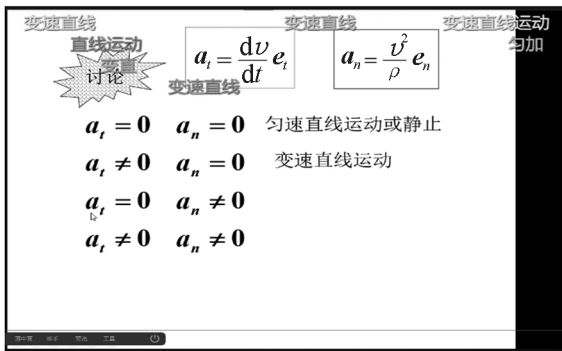 变速直线 变速直线 变速直线运动
直线运动 匀加
变直
讨论
a_t = dυ/dt e_t a_n = υ²/ρ e_n
变速直线
a_t = 0 a_n = 0 匀速直线运动或静止
a_t ≠ 0 a_n = 0 变速直线运动
a_t = 0 a_n ≠ 0
a_t ≠ 0 a_n ≠ 0
工具